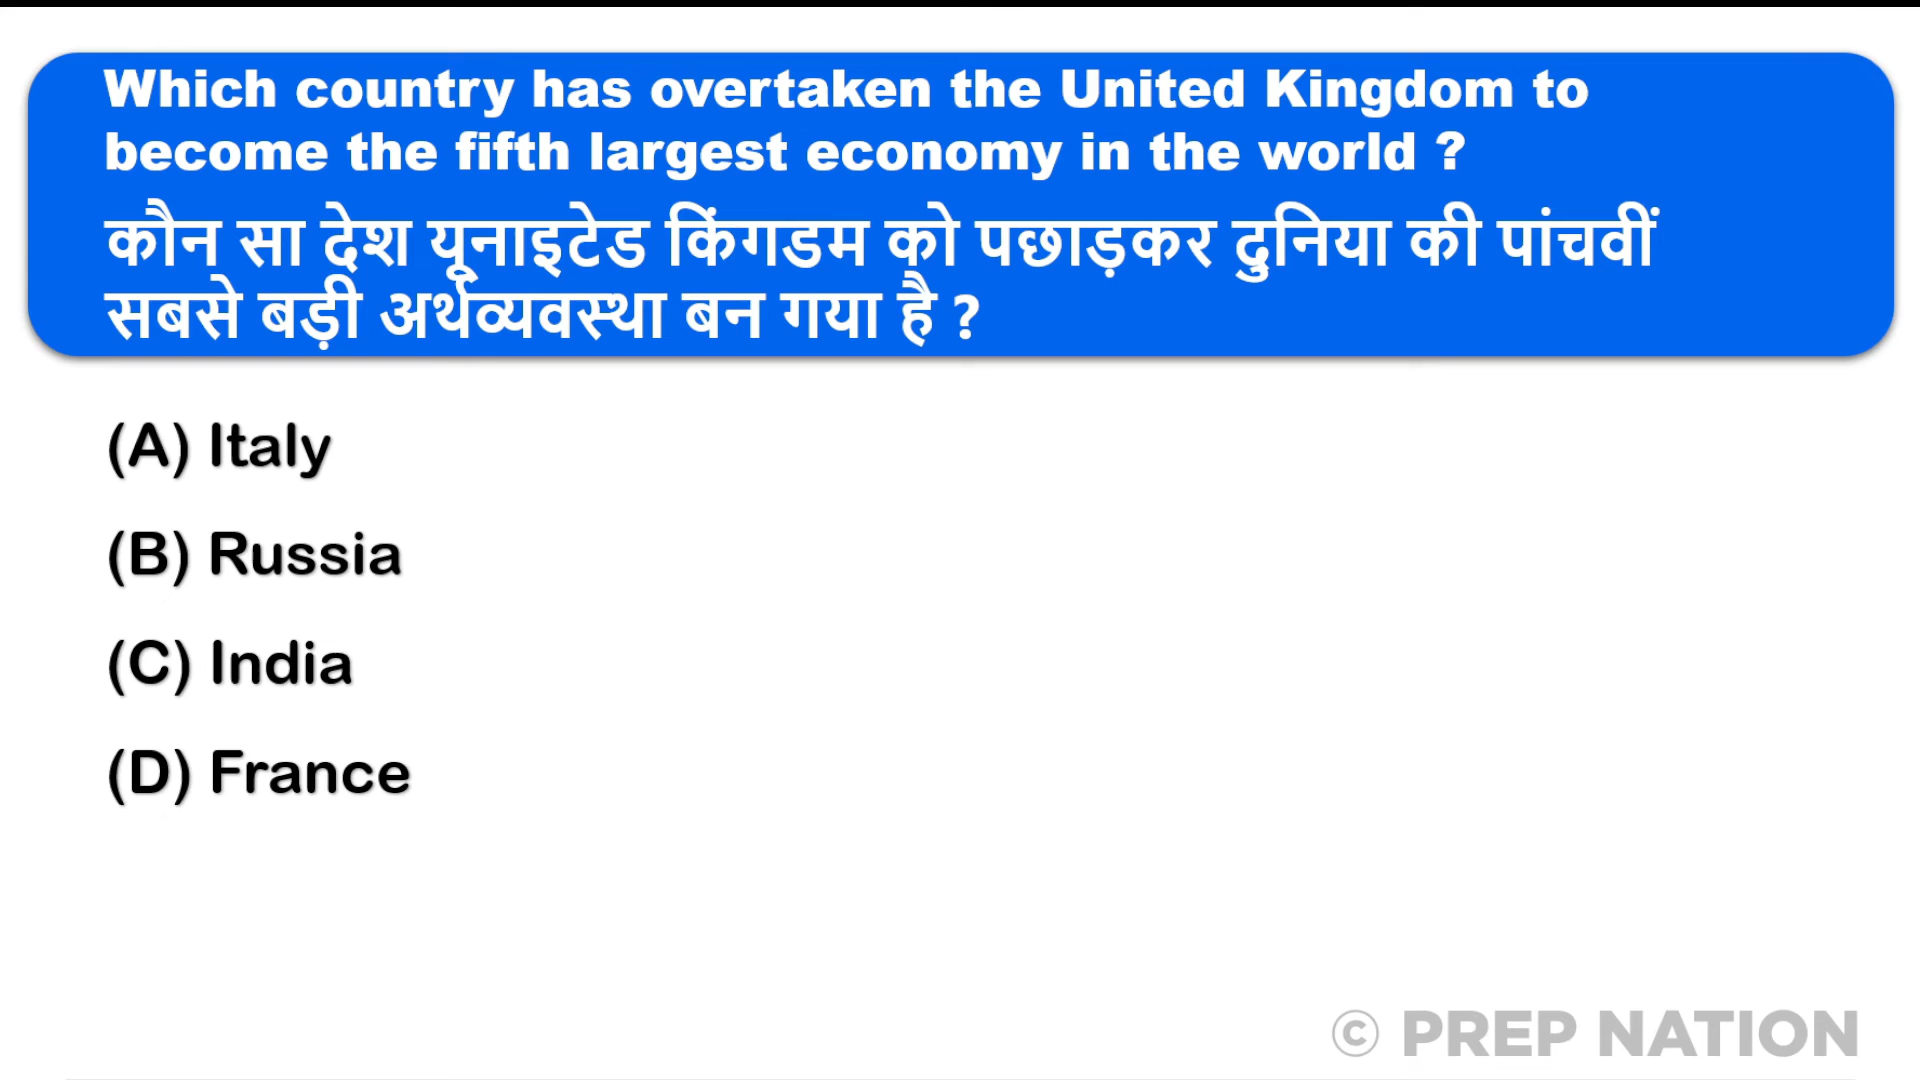 Which country has overtaken the United Kingdom to
become the fifth largest economy in the world ?
कौन सा देश यूनाइटेड किंगडम को पछाड़कर दुनिया की पांचवीं
सबसे बड़ी अर्थव्यवस्था बन गया है ?
(A) Italy
(B) Russia
(C) India
(D) France
© PREP NATION